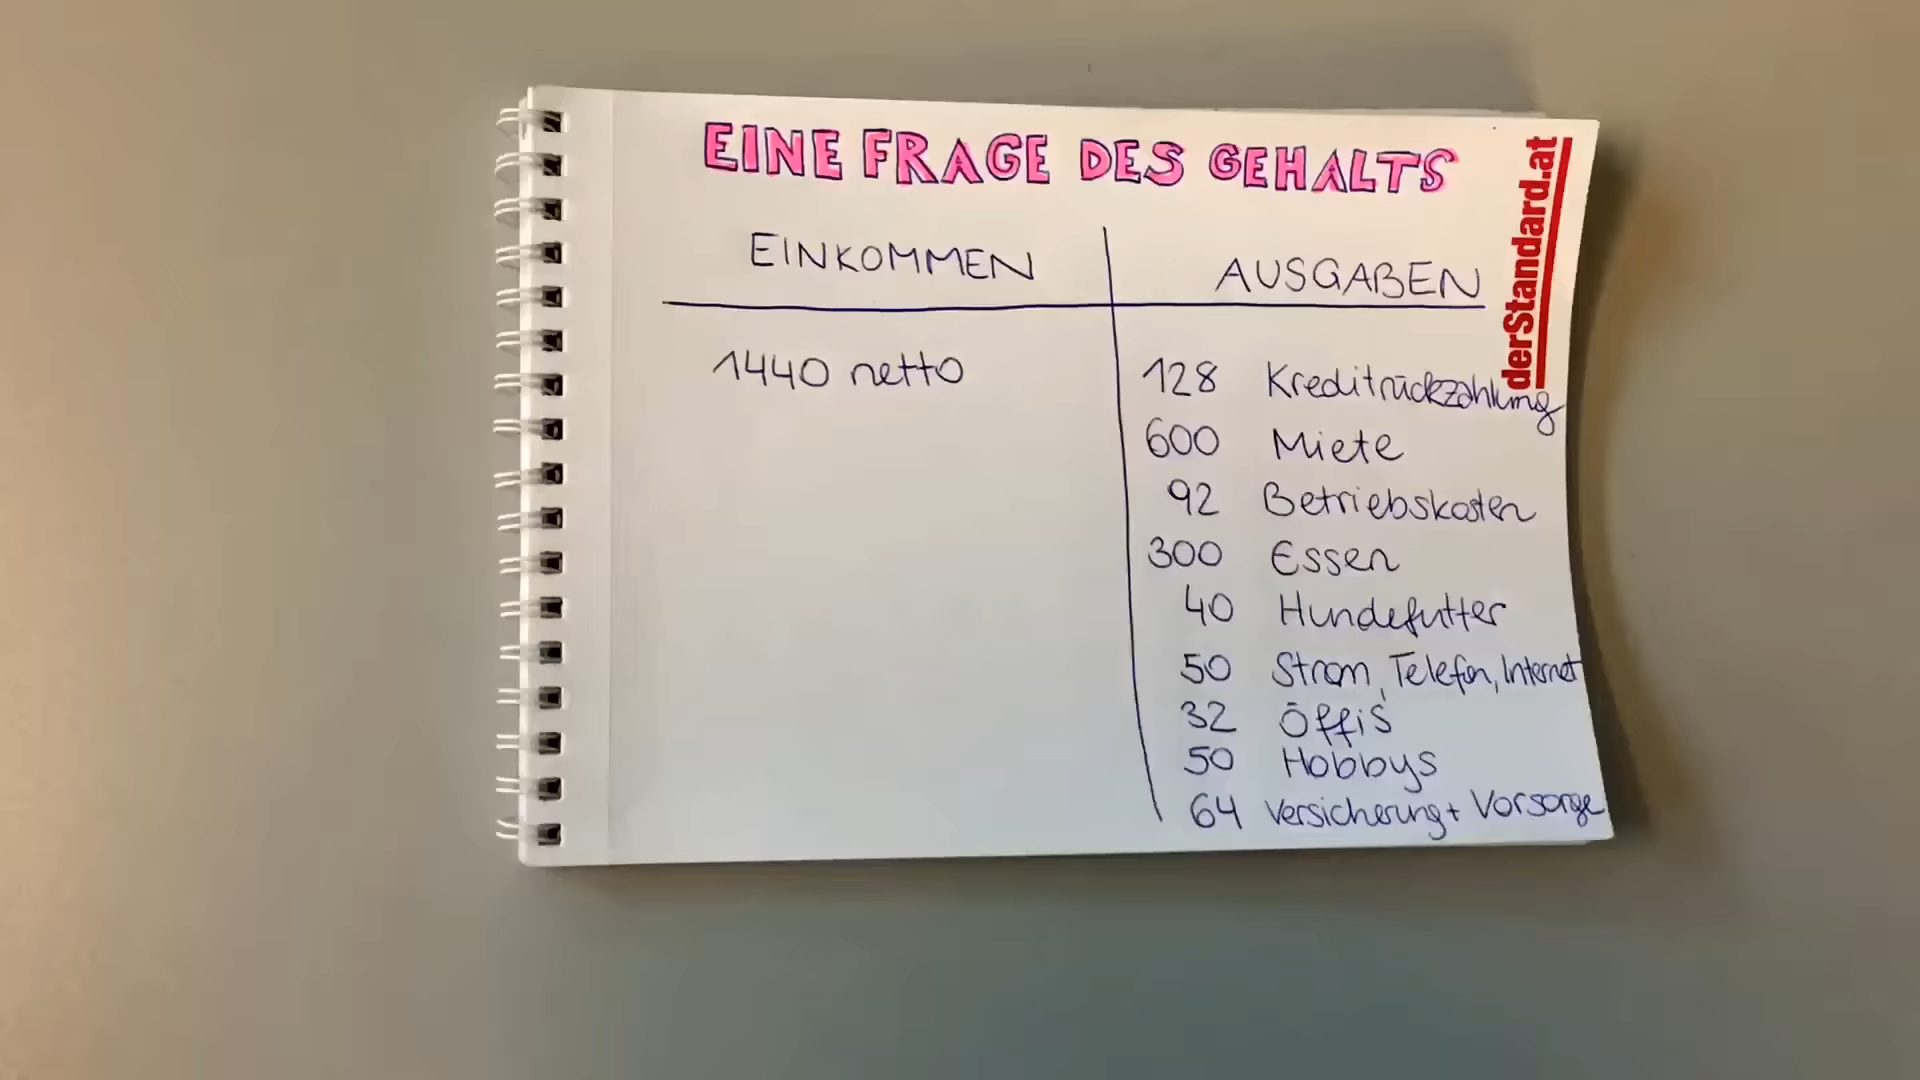 EINE FRAGE DES GEHALTS
derStandard.at
EINKOMMEN
AUSGABEN
1440 netto
128 Kreditrückzahlung
600 Miete
92 Betriebskosten
300 Essen
40 Hundefutter
50 Strom, Telefon, Internet
32 Öffis
50 Hobbys
64 Versicherung+ Vorsorge